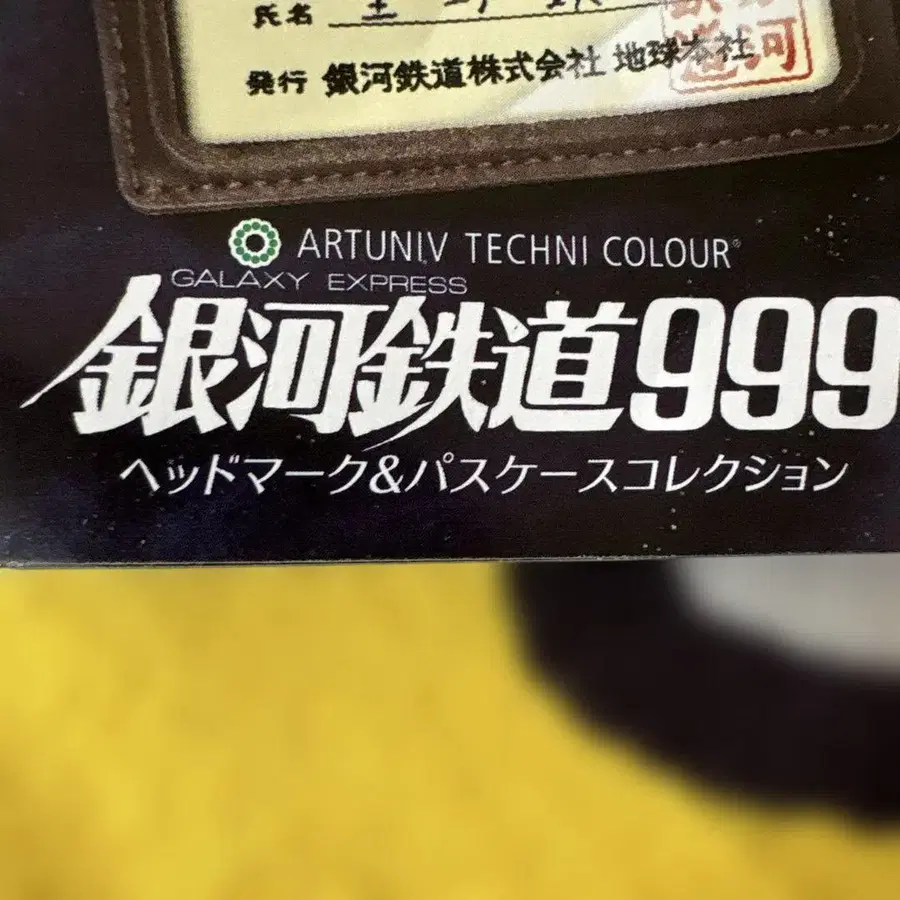 氏名
発行 銀河鉄道株式会社 地球本社
ARTUNIV TECHNI COLOUR®
GALAXY EXPRESS
銀河鉄道999
ヘッドマーク&パスケースコレクション